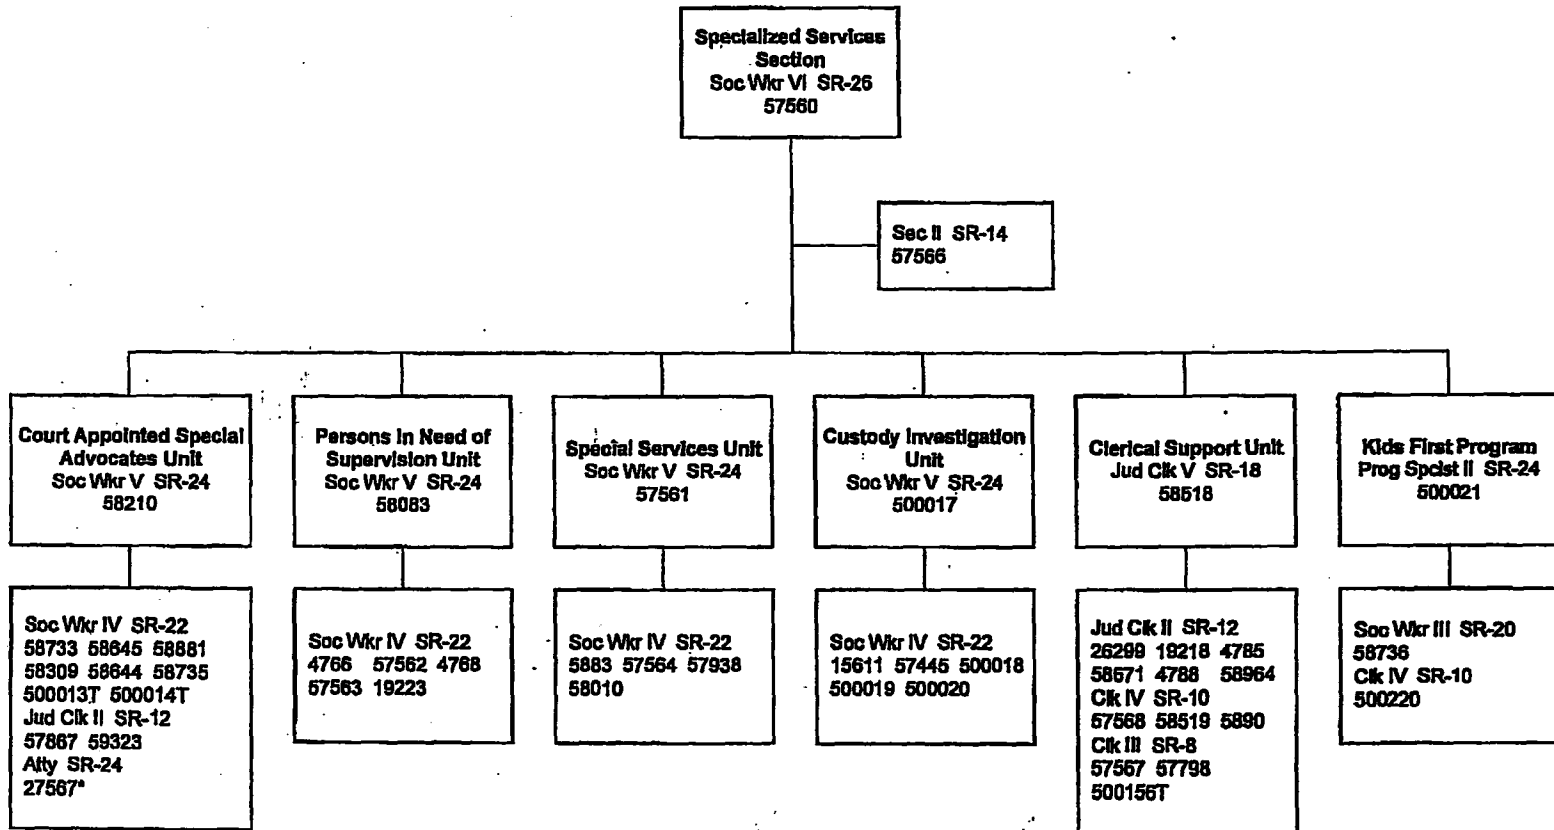 Specialized Services
Section
Soc Wkr VI SR-26
57560
Sec II SR-14
57566
Court Appointed Special
Advocates Unit
Soc Wkr V SR-24
58210
Persons in Need of
Supervision Unit
Soc Wkr V SR-24
58083
Special Services Unit
Soc Wkr V SR-24
57561
Custody Investigation
Unit
Soc Wkr V SR-24
500017
Clerical Support Unit
Jud Clk V SR-18
58518
Kids First Program
Prog Spclst II SR-24
500021
Soc Wkr IV SR-22
58733 58645 58881
58309 58644 58735
500013T 500014T
Jud Clk II SR-12
57867 59323
Atty SR-24
27567*
Soc Wkr IV SR-22
4766 57562 4768
57563 19223
Soc Wkr IV SR-22
5883 57564 57938
58010
Soc Wkr IV SR-22
15611 57445 500018
500019 500020
Jud Clk II SR-12
26299 19218 4785
58571 4788 58964
Clk IV SR-10
57568 58519 5890
Clk III SR-8
57567 57798
500156T
Soc Wkr III SR-20
58736
Clk IV SR-10
500220